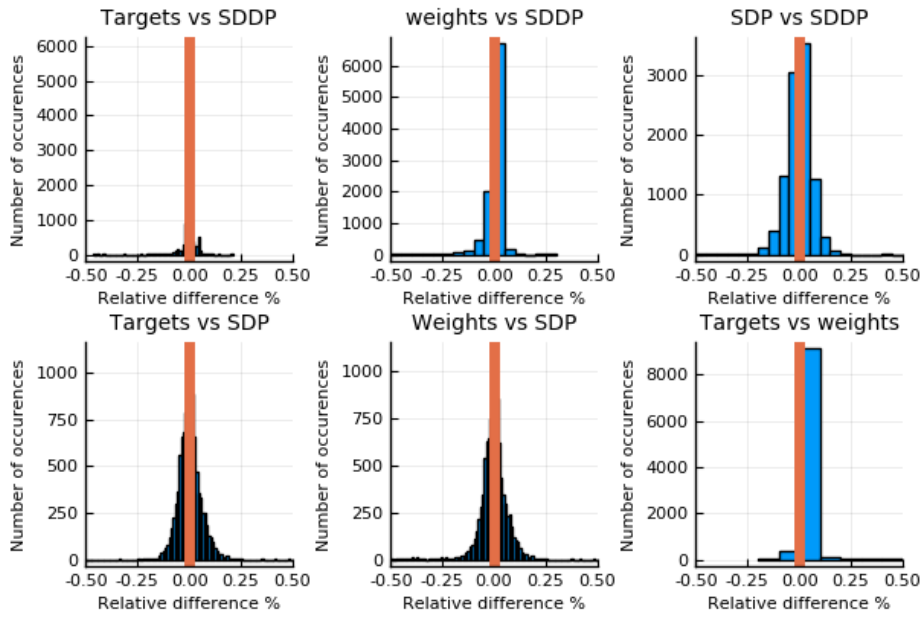 Targets vs SDDP
Number of occurences
6000
5000
4000
3000
2000
1000
0
-0.50 -0.25 0.00 0.25 0.50
Relative difference %
weights vs SDDP
Number of occurences
6000
5000
4000
3000
2000
1000
0
-0.50 -0.25 0.00 0.25 0.50
Relative difference %
SDP vs SDDP
Number of occurences
3000
2000
1000
0
-0.50 -0.25 0.00 0.25 0.50
Relative difference %
Targets vs SDP
Number of occurences
1000
750
500
250
0
-0.50 -0.25 0.00 0.25 0.50
Relative difference %
Weights vs SDP
Number of occurences
1000
750
500
250
0
-0.50 -0.25 0.00 0.25 0.50
Relative difference %
Targets vs weights
Number of occurences
8000
6000
4000
2000
0
-0.50 -0.25 0.00 0.25 0.50
Relative difference %